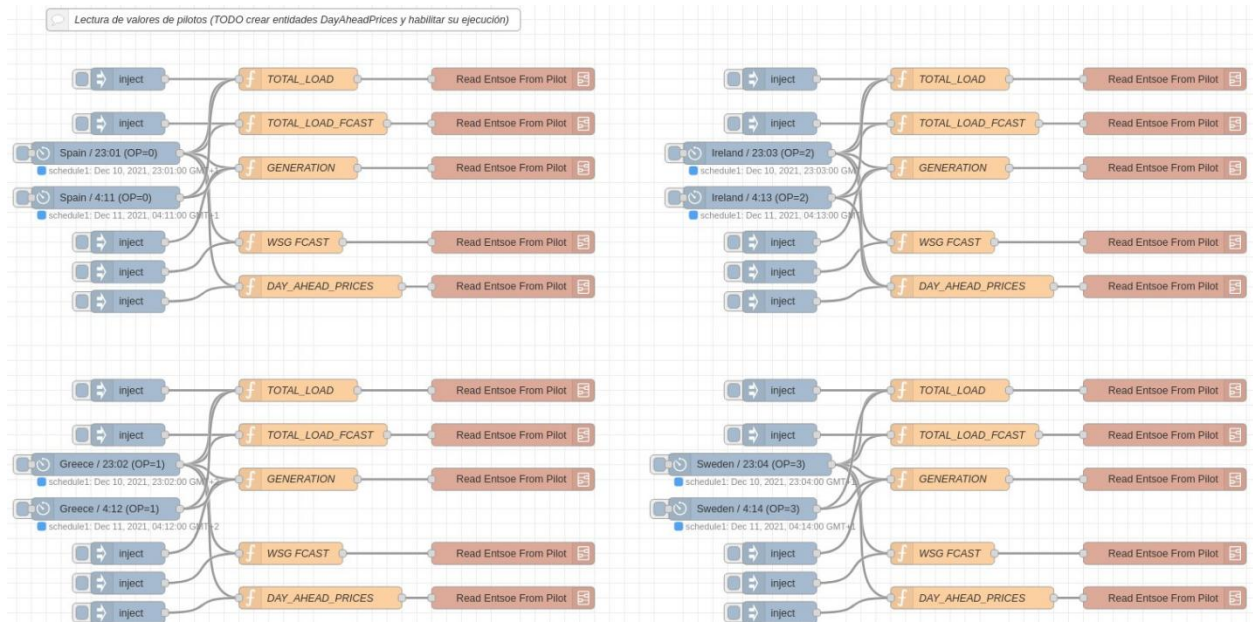 Lectura de valores de pilotos (TODO crear entidades DayAheadPrices y habilitar su ejecución)
inject
TOTAL_LOAD
Read Entsoe From Pilot
inject
TOTAL_LOAD_FCAST
Read Entsoe From Pilot
Spain / 23:01 (OP=0)
schedule1: Dec 10, 2021, 23:01:00 GMT+1
GENERATION
Read Entsoe From Pilot
Spain / 4:11 (OP=0)
schedule1: Dec 11, 2021, 04:11:00 GMT+1
inject
WSG FCAST
Read Entsoe From Pilot
inject
inject
DAY_AHEAD_PRICES
Read Entsoe From Pilot
inject
TOTAL_LOAD
Read Entsoe From Pilot
inject
TOTAL_LOAD_FCAST
Read Entsoe From Pilot
Ireland / 23:03 (OP=2)
schedule1: Dec 10, 2021, 23:03:00 GMT
GENERATION
Read Entsoe From Pilot
Ireland / 4:13 (OP=2)
schedule1: Dec 11, 2021, 04:13:00 GMT
inject
WSG FCAST
Read Entsoe From Pilot
inject
inject
DAY_AHEAD_PRICES
Read Entsoe From Pilot
inject
TOTAL_LOAD
Read Entsoe From Pilot
inject
TOTAL_LOAD_FCAST
Read Entsoe From Pilot
Greece / 23:02 (OP=1)
schedule1: Dec 10, 2021, 23:02:00
GENERATION
Read Entsoe From Pilot
Greece / 4:12 (OP=1)
schedule1: Dec 11, 2021, 04:12:00 GMT+2
inject
WSG FCAST
Read Entsoe From Pilot
inject
inject
DAY_AHEAD_PRICES
Read Entsoe From Pilot
inject
TOTAL_LOAD
Read Entsoe From Pilot
inject
TOTAL_LOAD_FCAST
Read Entsoe From Pilot
Sweden / 23:04 (OP=3)
schedule1: Dec 10, 2021, 23:04:00 GMT+1
GENERATION
Read Entsoe From Pilot
Sweden / 4:14 (OP=3)
schedule1: Dec 11, 2021, 04:14:00 GMT+1
inject
WSG FCAST
Read Entsoe From Pilot
inject
inject
DAY_AHEAD_PRICES
Read Entsoe From Pilot